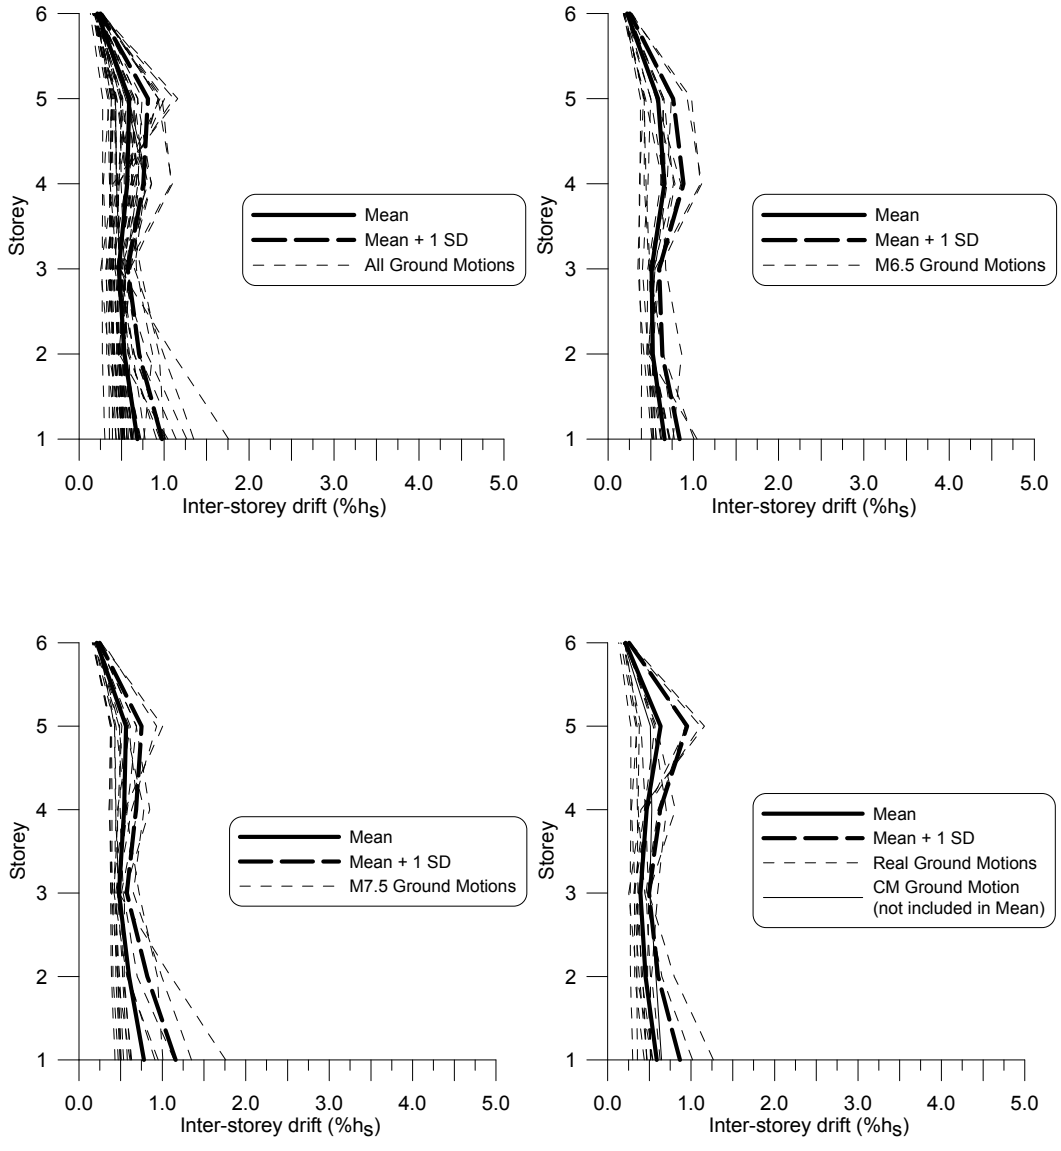 6
5
4
3
2
1
Storey
0.0 1.0 2.0 3.0 4.0 5.0
Inter-storey drift (%hs)
Mean
Mean + 1 SD
All Ground Motions
6
5
4
3
2
1
Storey
0.0 1.0 2.0 3.0 4.0 5.0
Inter-storey drift (%hs)
Mean
Mean + 1 SD
M6.5 Ground Motions
6
5
4
3
2
1
Storey
0.0 1.0 2.0 3.0 4.0 5.0
Inter-storey drift (%hs)
Mean
Mean + 1 SD
M7.5 Ground Motions
6
5
4
3
2
1
Storey
0.0 1.0 2.0 3.0 4.0 5.0
Inter-storey drift (%hs)
Mean
Mean + 1 SD
Real Ground Motions
CM Ground Motion
(not included in Mean)